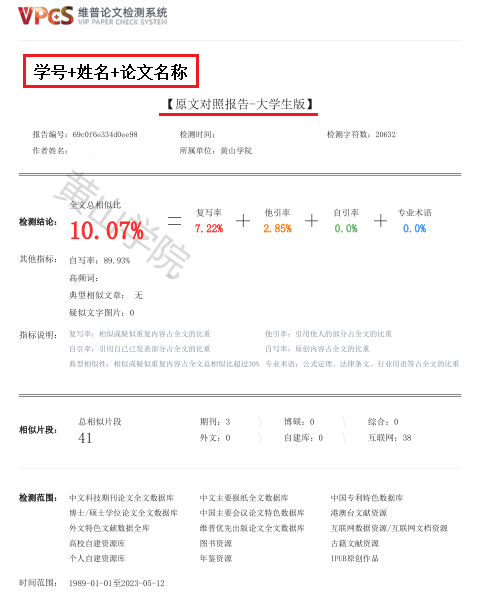 VPCS 维普论文检测系统
VIP PAPER CHECK SYSTEM
学号+姓名+论文名称
【原文对照报告-大学生版】
报告编号: 69c0f6e334d0ee98 检测时间: 检测字符数: 20632
作者姓名: 所属单位: 黄山学院
全文总相似比 复写率 他引率 自引率 专业术语
检测结论: 10.07% = 7.22% + 2.85% + 0.0% + 0.0%
黄山学院
其他指标: 自写率: 89.93%
高频词:
典型相似文章: 无
疑似文字图片: 0
指标说明: 复写率: 相似或疑似重复内容占全文的比重 他引率: 引用他人的部分占全文的比重
自引率: 引用自己已发表部分占全文的比重 自写率: 原创内容占全文的比重
典型相似性: 相似或疑似重复内容占全文总相似比超过30% 专业术语: 公式定理、法律条文、行业用语等占全文的比重
相似片段: 总相似片段 期刊: 3 博硕: 0 综合: 0
41 外文: 0 自建库: 0 互联网: 38
检测范围: 中文科技期刊论文全文数据库 中文主要报纸全文数据库 中国专利特色数据库
博士/硕士学位论文全文数据库 中国主要会议论文特色数据库 港澳台文献资源
外文特色文献数据全库 维普优先出版论文全文数据库 互联网数据资源/互联网文档资源
高校自建资源库 图书资源 古籍文献资源
个人自建资源库 年鉴资源 IPUB原创作品
时间范围: 1989-01-01至2023-05-12